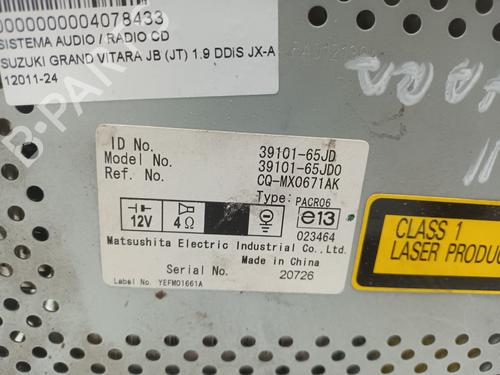 0000000004078433
SISTEMA AUDIO / RADIO CD
SUZUKI GRAND VITARA JB (JT) 1.9 DDiS JX-A
12011-24
ID No. 39101-65JD
Model No. 39101-65JD0
Ref. No. CQ-MX0671AK
Type: PACR06
12V 4Ω e13
023464
Matsushita Electric Industrial Co., Ltd.
Made in China
Serial No. 20726
Label No. YEFM01661A
CLASS 1
LASER PRODUC